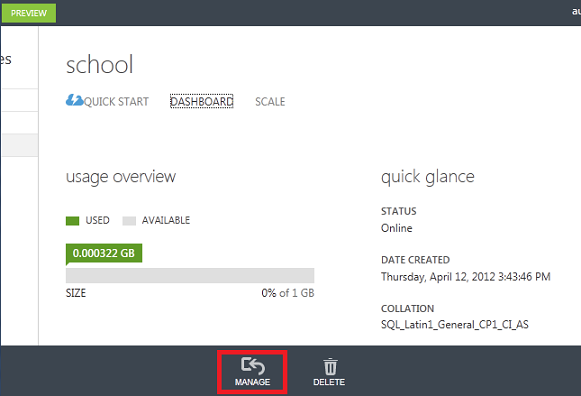 PREVIEW
au
es
school
QUICK START DASHBOARD SCALE
usage overview
USED AVAILABLE
0.000322 GB
SIZE 0% of 1 GB
quick glance
STATUS
Online
DATE CREATED
Thursday, April 12, 2012 3:43:46 PM
COLLATION
SQL_Latin1_General_CP1_CI_AS
MANAGE DELETE